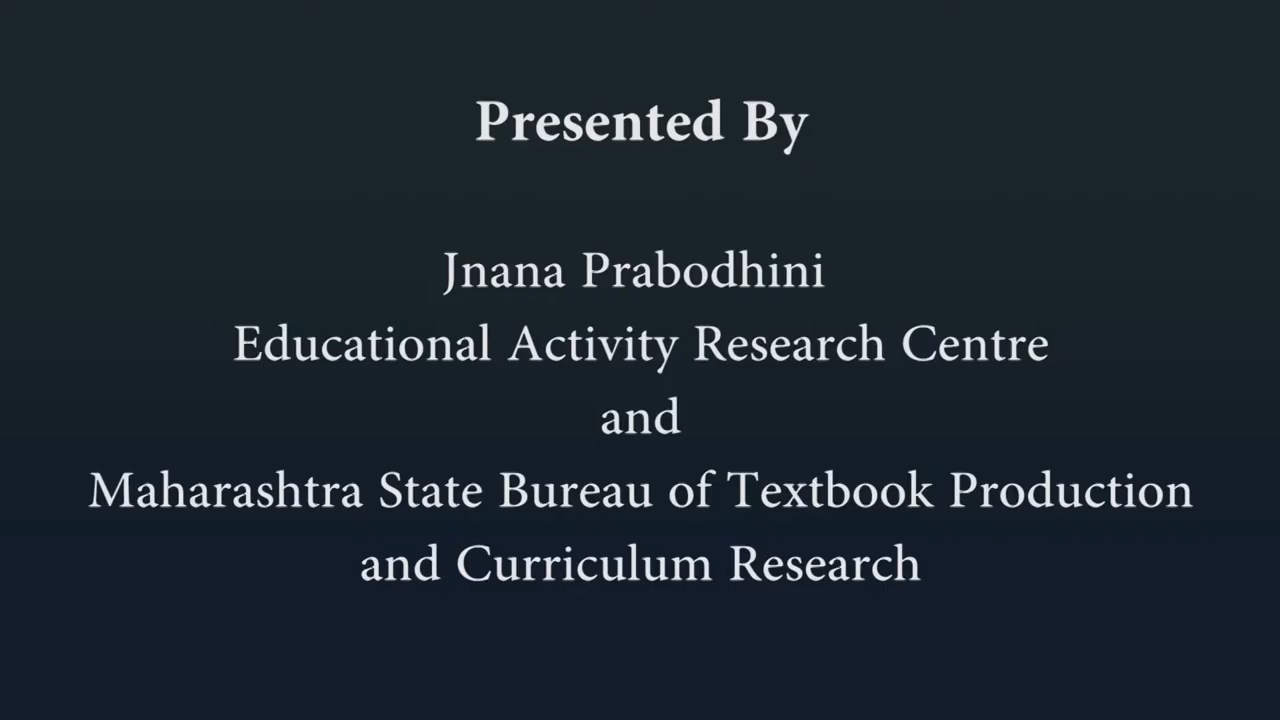 Presented By
Jnana Prabodhini
Educational Activity Research Centre
and
Maharashtra State Bureau of Textbook Production
and Curriculum Research